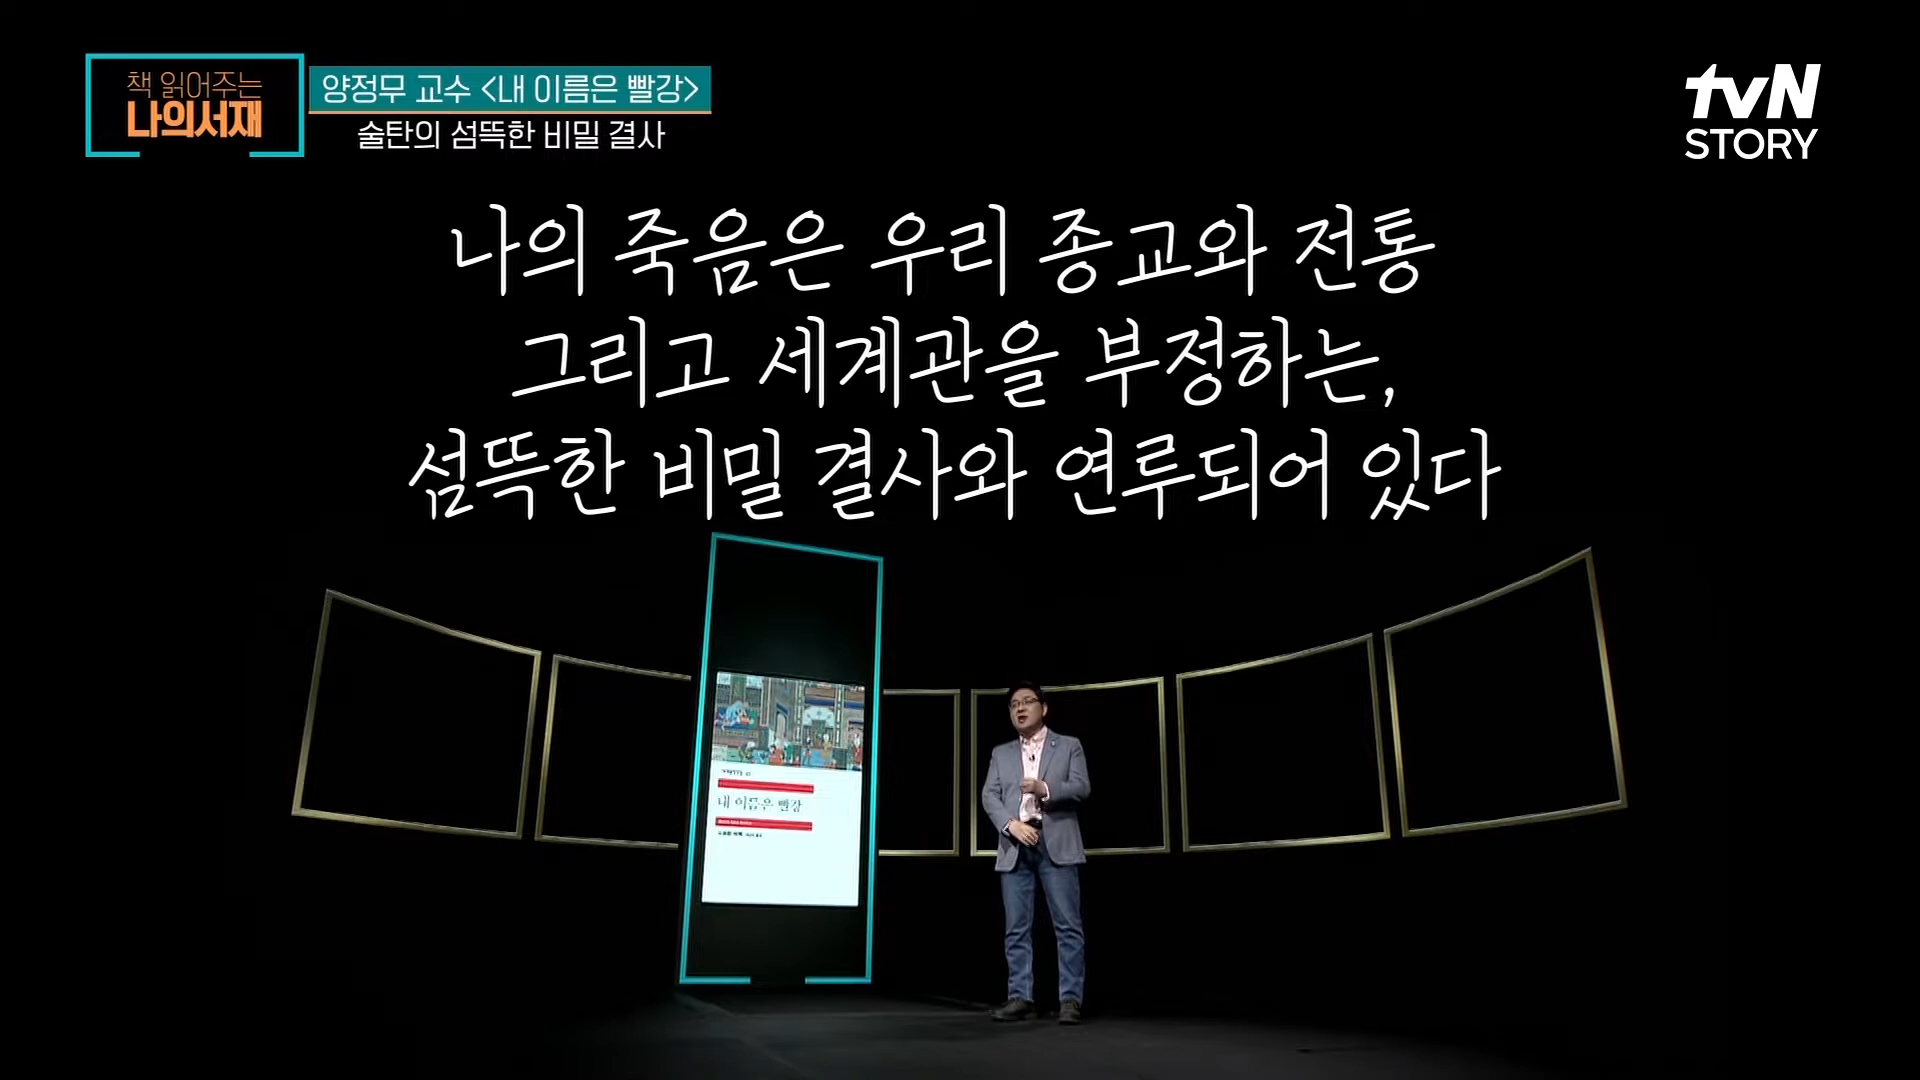 책 읽어주는
나의서재
양정무 교수 <내 이름은 빨강>
술탄의 섬뜩한 비밀 결사
tvN
STORY
나의 죽음은 우리 종교와 전통
그리고 세계관을 부정하는,
섬뜩한 비밀 결사와 연루되어 있다
내 이름은 빨강